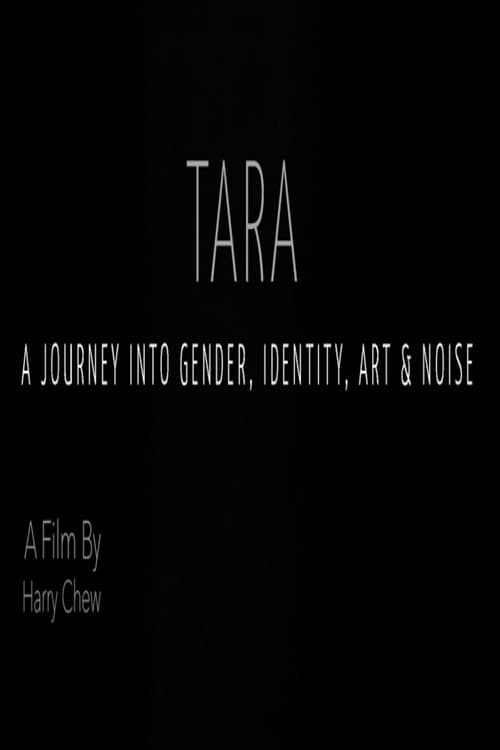 TARA
A JOURNEY INTO GENDER, IDENTITY, ART & NOISE
A Film By
Harry Chew